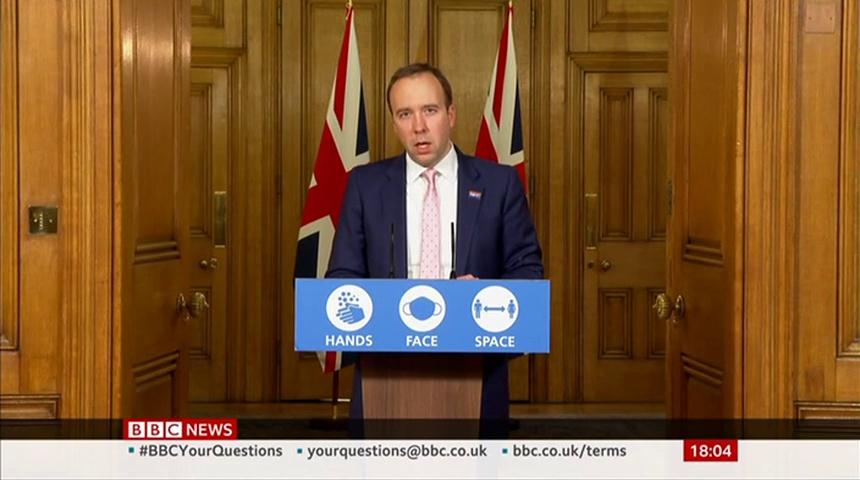 HANDS FACE SPACE
BBC NEWS
#BBCYourQuestions yourquestions@bbc.co.uk bbc.co.uk/terms 18:04